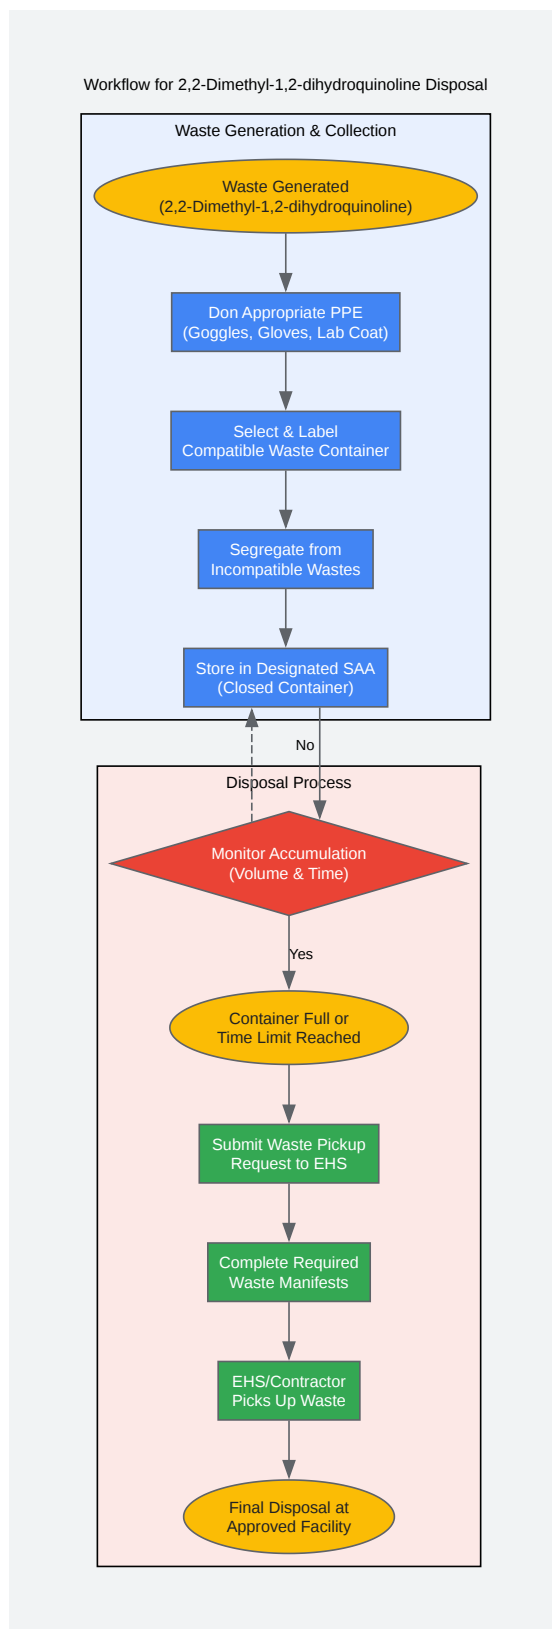 Workflow for 2,2-Dimethyl-1,2-dihydroquinoline Disposal
Waste Generation & Collection
Waste Generated
(2,2-Dimethyl-1,2-dihydroquinoline)
Don Appropriate PPE
(Goggles, Gloves, Lab Coat)
Select & Label
Compatible Waste Container
Segregate from
Incompatible Wastes
Store in Designated SAA
(Closed Container)
No
Disposal Process
Monitor Accumulation
(Volume & Time)
Yes
Container Full or
Time Limit Reached
Submit Waste Pickup
Request to EHS
Complete Required
Waste Manifests
EHS/Contractor
Picks Up Waste
Final Disposal at
Approved Facility